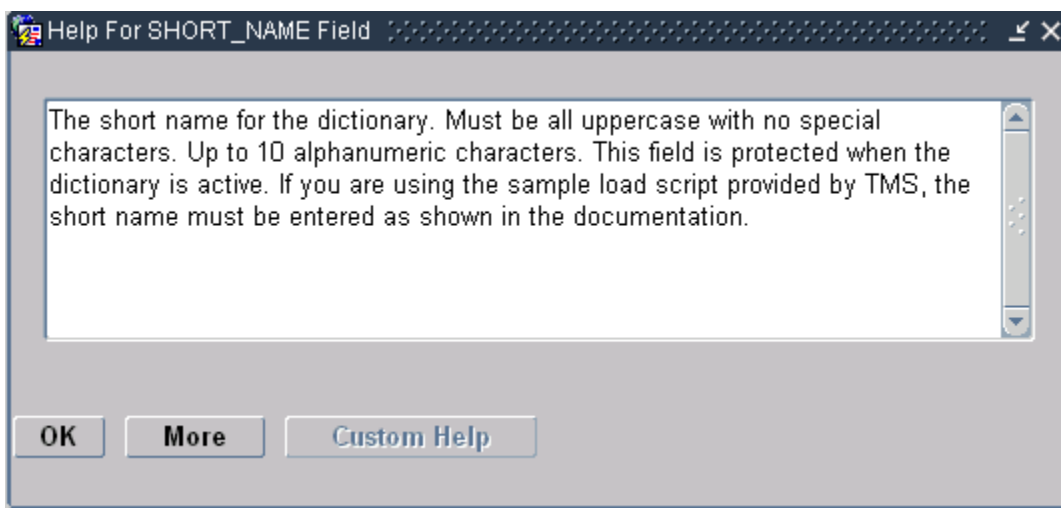 Help For SHORT_NAME Field
The short name for the dictionary. Must be all uppercase with no special
characters. Up to 10 alphanumeric characters. This field is protected when the
dictionary is active. If you are using the sample load script provided by TMS, the
short name must be entered as shown in the documentation.
OK More Custom Help